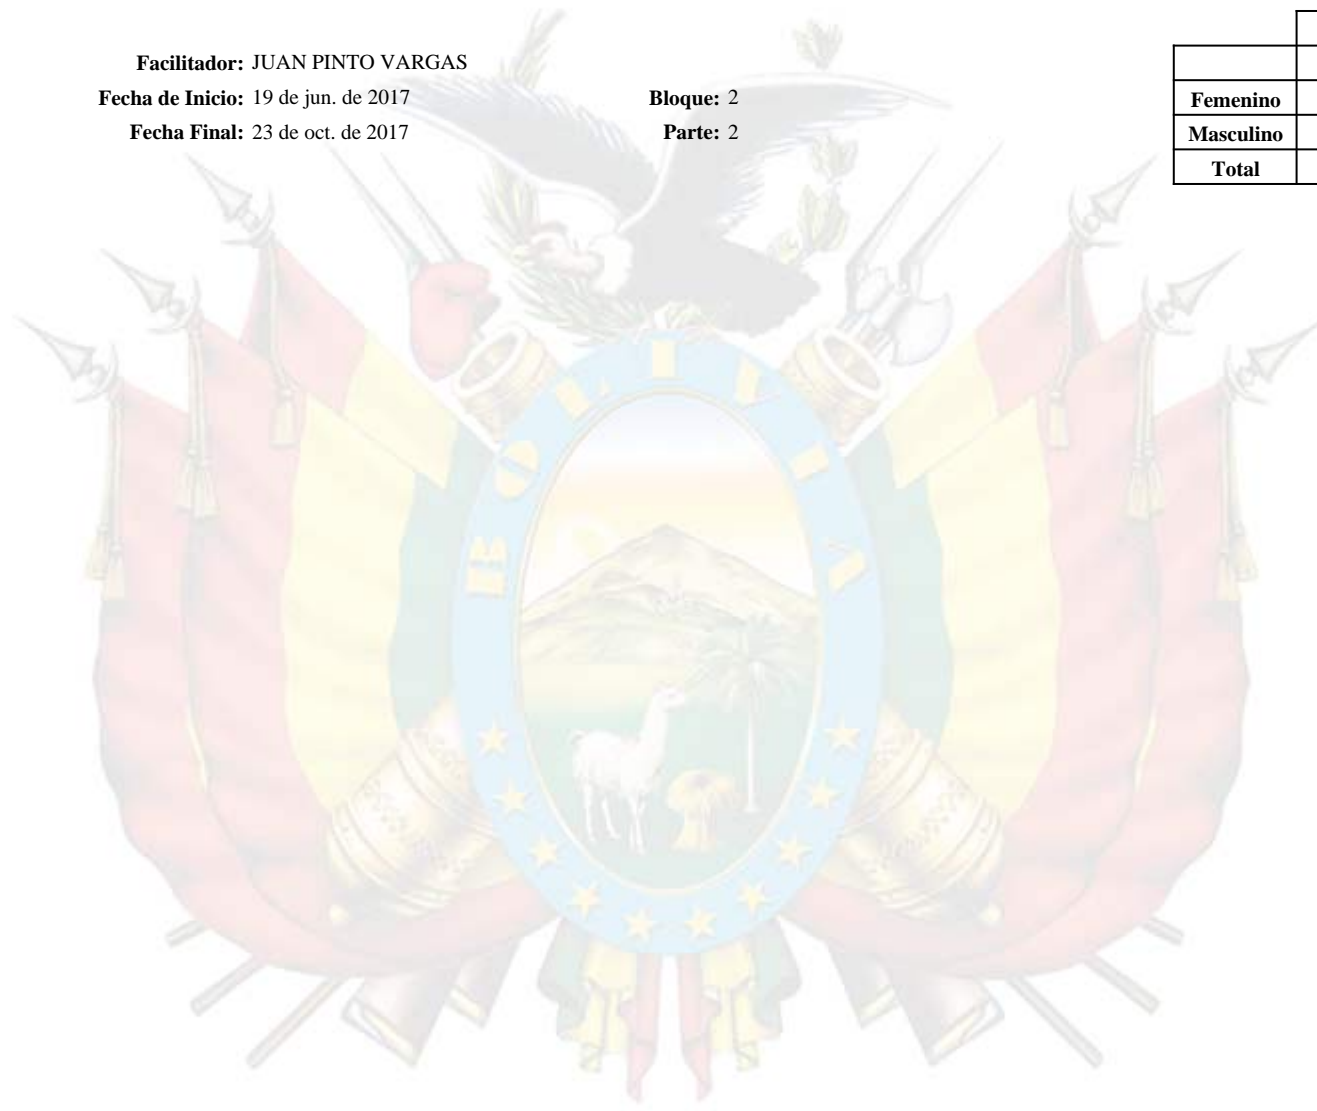 Facilitador: JUAN PINTO VARGAS
Fecha de Inicio: 19 de jun. de 2017 Bloque: 2
Fecha Final: 23 de oct. de 2017 Parte: 2
Femenino
Masculino
Total
BOLIVIA